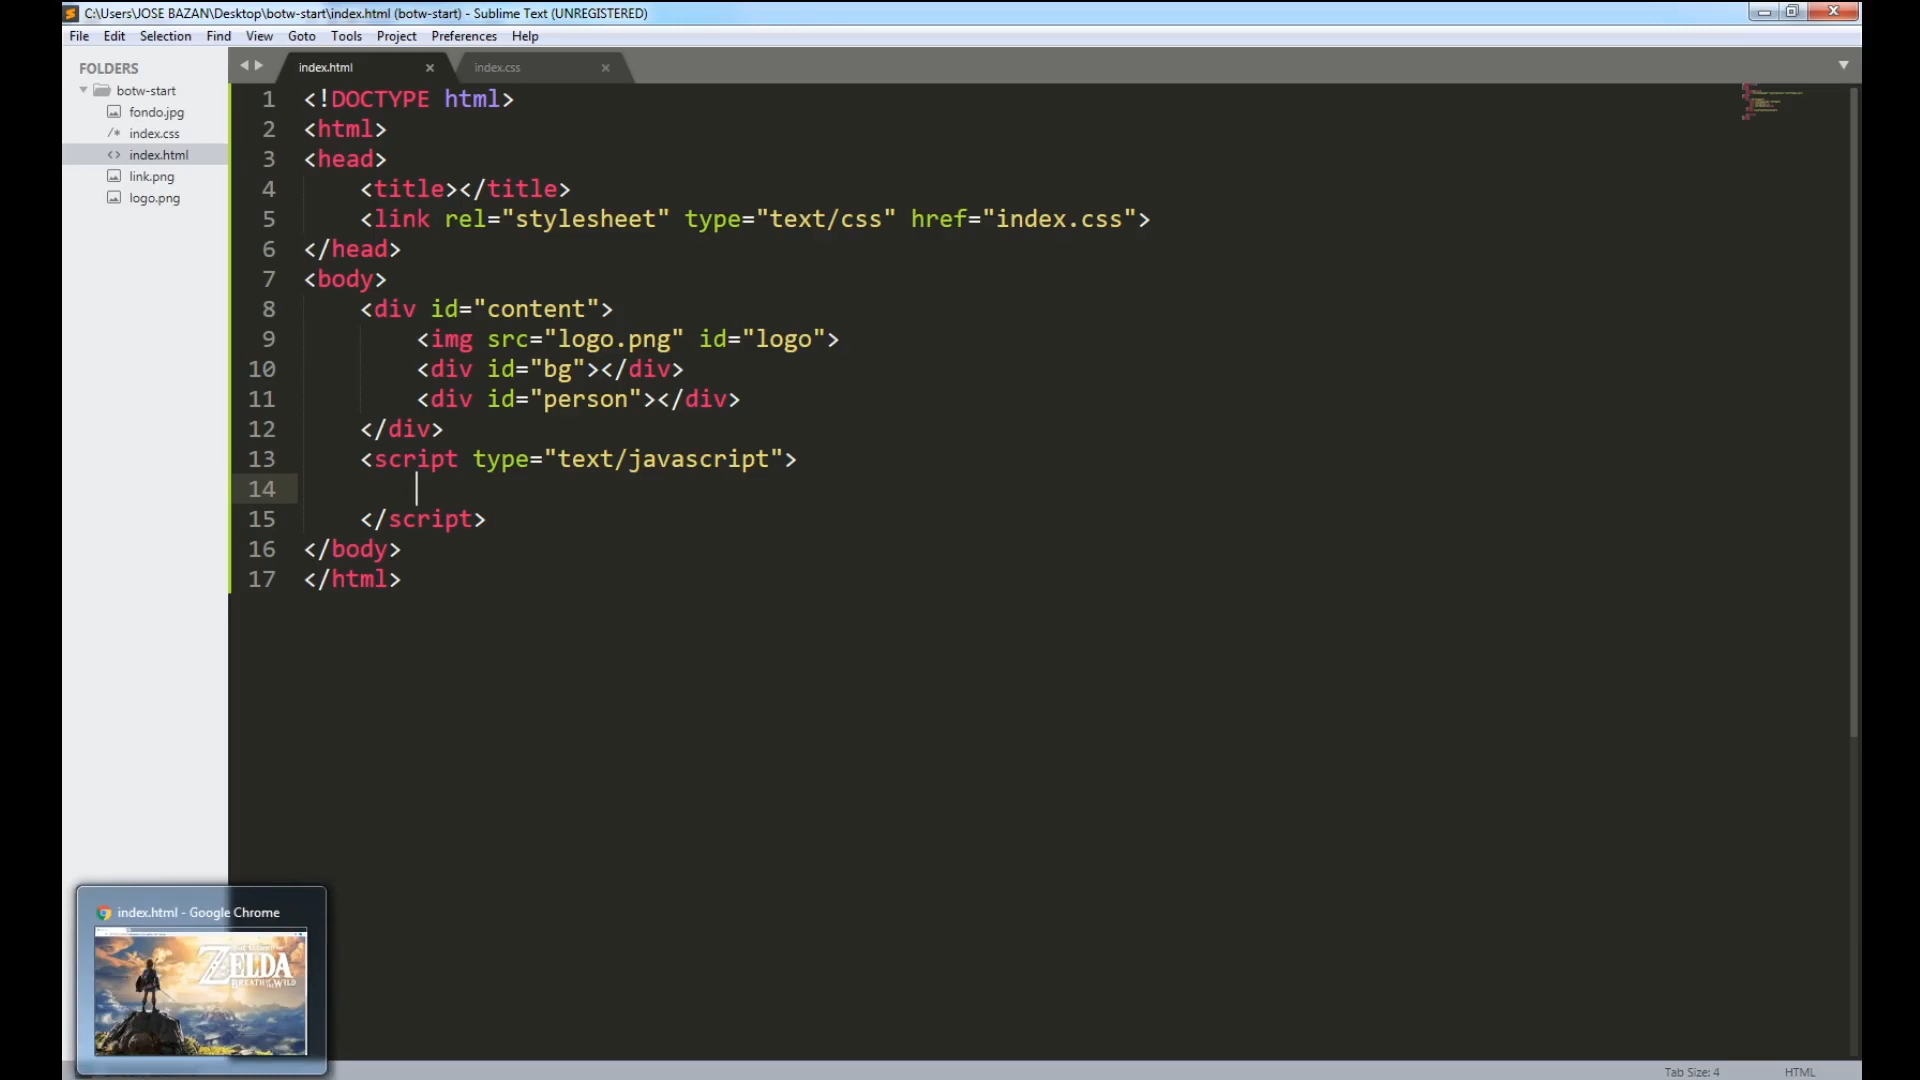 C:\Users\JOSE BAZAN\Desktop\botw-start\index.html (botw-start) - Sublime Text (UNREGISTERED)
File Edit Selection Find View Goto Tools Project Preferences Help
FOLDERS
botw-start
fondo.jpg
/* index.css
<> index.html
link.png
logo.png
index.html × index.css ×
1 <!DOCTYPE html>
2 <html>
3 <head>
4 <title></title>
5 <link rel="stylesheet" type="text/css" href="index.css">
6 </head>
7 <body>
8 <div id="content">
9 <img src="logo.png" id="logo">
10 <div id="bg"></div>
11 <div id="person"></div>
12 </div>
13 <script type="text/javascript">
14
15 </script>
16 </body>
17 </html>
index.html - Google Chrome
ZELDA
BREATH OF THE WILD
Tab Size: 4 HTML